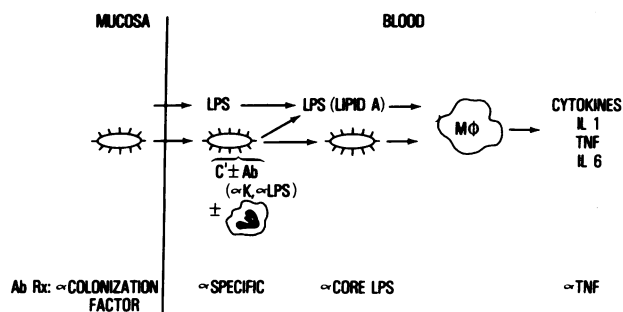 MUCOSA
BLOOD
LPS
LPS (LIPID A)
CYTOKINES
IL 1
TNF
IL 6
MΦ
C'± Ab
(∝K, ∝LPS)
±
Ab Rx: ∝COLONIZATION
FACTOR
∝SPECIFIC
∝CORE LPS
∝TNF